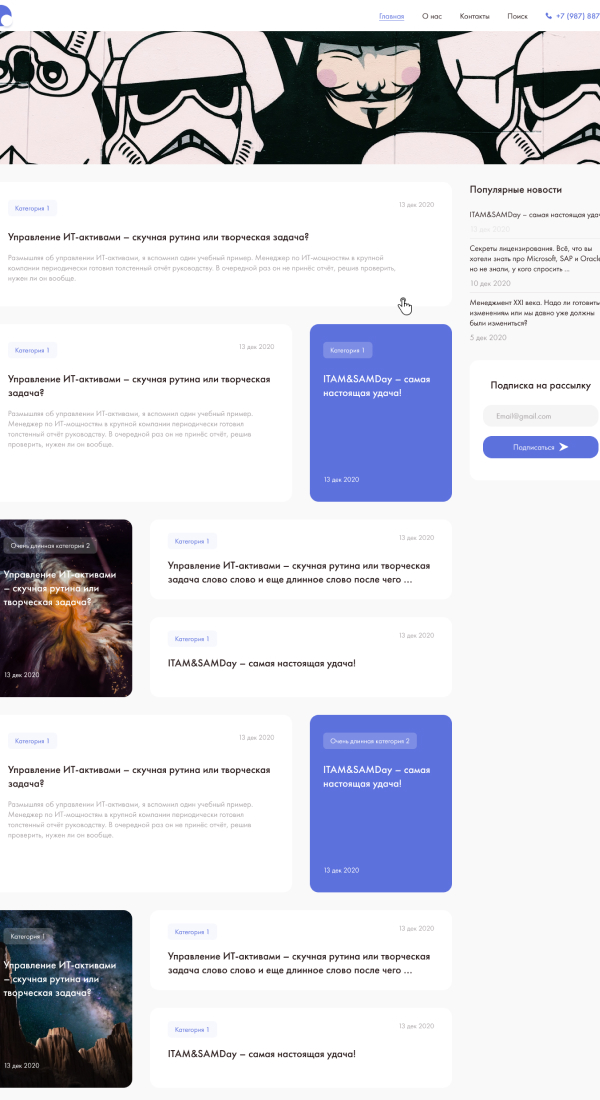 Главная О нас Контакты Поиск +7 (987) 887
Категория 1
13 дек 2020
Управление ИТ-активами – скучная рутина или творческая задача?
Размышляя об управлении ИТ-активами, я вспомнил один учебный пример. Менеджер по ИТ-мощностям в крупной
компании периодически готовил толстенный отчёт руководству. В очередной раз он не принёс отчёт, решив проверить,
нужен ли он вообще.
Популярные новости
ITAM&SAMDay – самая настоящая удач
13 дек 2020
Секреты лицензирования. Всё, что вы
хотели знать про Microsoft, SAP и Oracle
но не знали, у кого спросить ...
10 дек 2020
Менеджмент XXI века. Надо ли готовить
изменениям или мы давно уже должны
были измениться?
5 дек 2020
Подписка на рассылку
Email@gmail.com
Подписаться
Категория 1
13 дек 2020
Управление ИТ-активами – скучная рутина или творческая
задача?
Размышляя об управлении ИТ-активами, я вспомнил один учебный пример.
Менеджер по ИТ-мощностям в крупной компании периодически готовил
толстенный отчёт руководству. В очередной раз он не принёс отчёт, решив
проверить, нужен ли он вообще.
Категория 1
ITAM&SAMDay – самая
настоящая удача!
13 дек 2020
Очень длинная категория 2
Управление ИТ-активами
– скучная рутина или
творческая задача?
13 дек 2020
Категория 1
13 дек 2020
Управление ИТ-активами – скучная рутина или творческая
задача слово слово и еще длинное слово после чего ...
Категория 1
13 дек 2020
ITAM&SAMDay – самая настоящая удача!
Категория 1
13 дек 2020
Управление ИТ-активами – скучная рутина или творческая
задача?
Размышляя об управлении ИТ-активами, я вспомнил один учебный пример.
Менеджер по ИТ-мощностям в крупной компании периодически готовил
толстенный отчёт руководству. В очередной раз он не принёс отчёт, решив
проверить, нужен ли он вообще.
Очень длинная категория 2
ITAM&SAMDay – самая
настоящая удача!
13 дек 2020
Категория 1
Управление ИТ-активами
– скучная рутина или
творческая задача?
13 дек 2020
Категория 1
13 дек 2020
Управление ИТ-активами – скучная рутина или творческая
задача слово слово и еще длинное слово после чего ...
Категория 1
13 дек 2020
ITAM&SAMDay – самая настоящая удача!